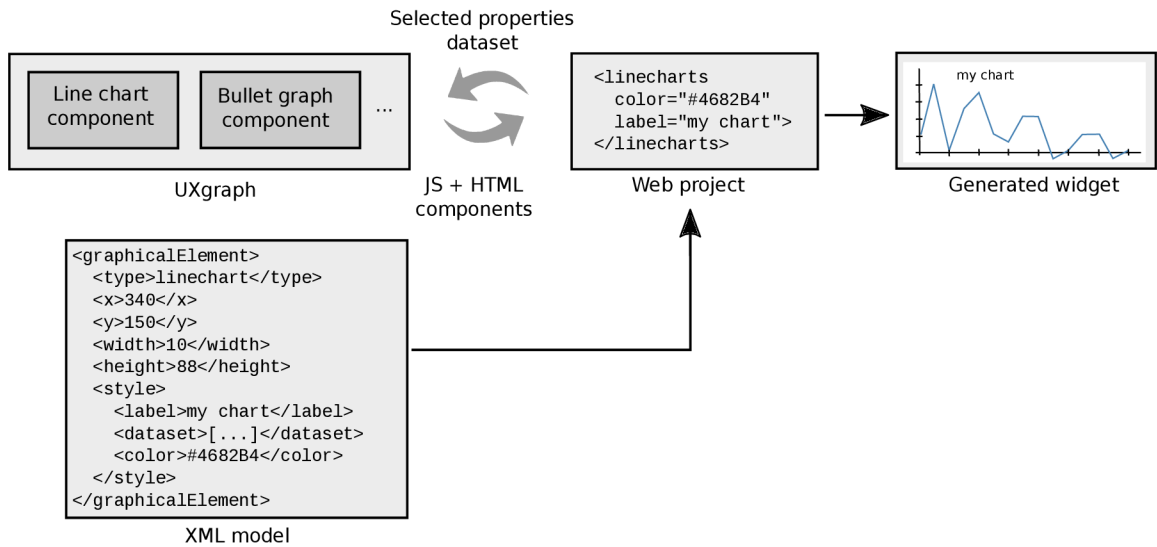 Selected properties
dataset
Line chart
component
Bullet graph
component
...
UXgraph
JS + HTML
components
<linecharts
  color="#4682B4"
  label="my chart">
</linecharts>
Web project
my chart
Generated widget
<graphicalElement>
  <type>linechart</type>
  <x>340</x>
  <y>150</y>
  <width>10</width>
  <height>88</height>
  <style>
    <label>my chart</label>
    <dataset>[...]</dataset>
    <color>#4682B4</color>
  </style>
</graphicalElement>
XML model